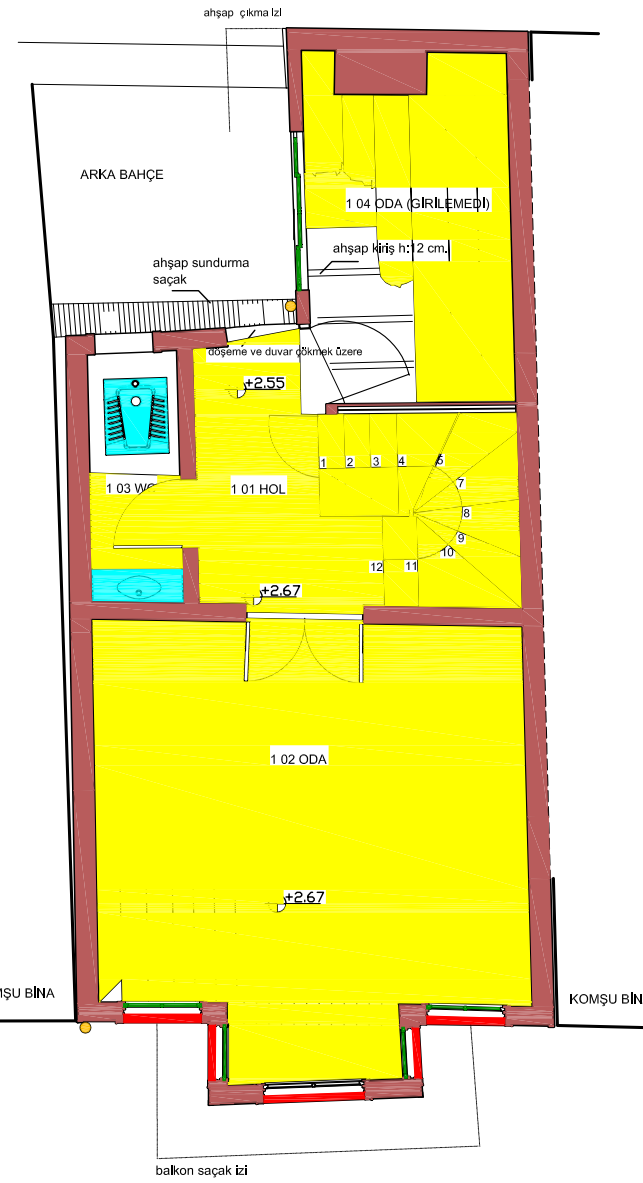 ahşap çıkma İzİ
ARKA BAHÇE
1 04 ODA (GİRİLEMEDİ)
ahşap kiriş h:12 cm.
ahşap sundurma
saçak
döşeme ve duvar çökmek üzere
+2.55
1 2 3 4 5
7
8
9
10
11
12
1 03 WC
1 01 HOL
+2.67
1 02 ODA
+2.67
MŞU BİNA
KOMŞU BİN
balkon saçak izi